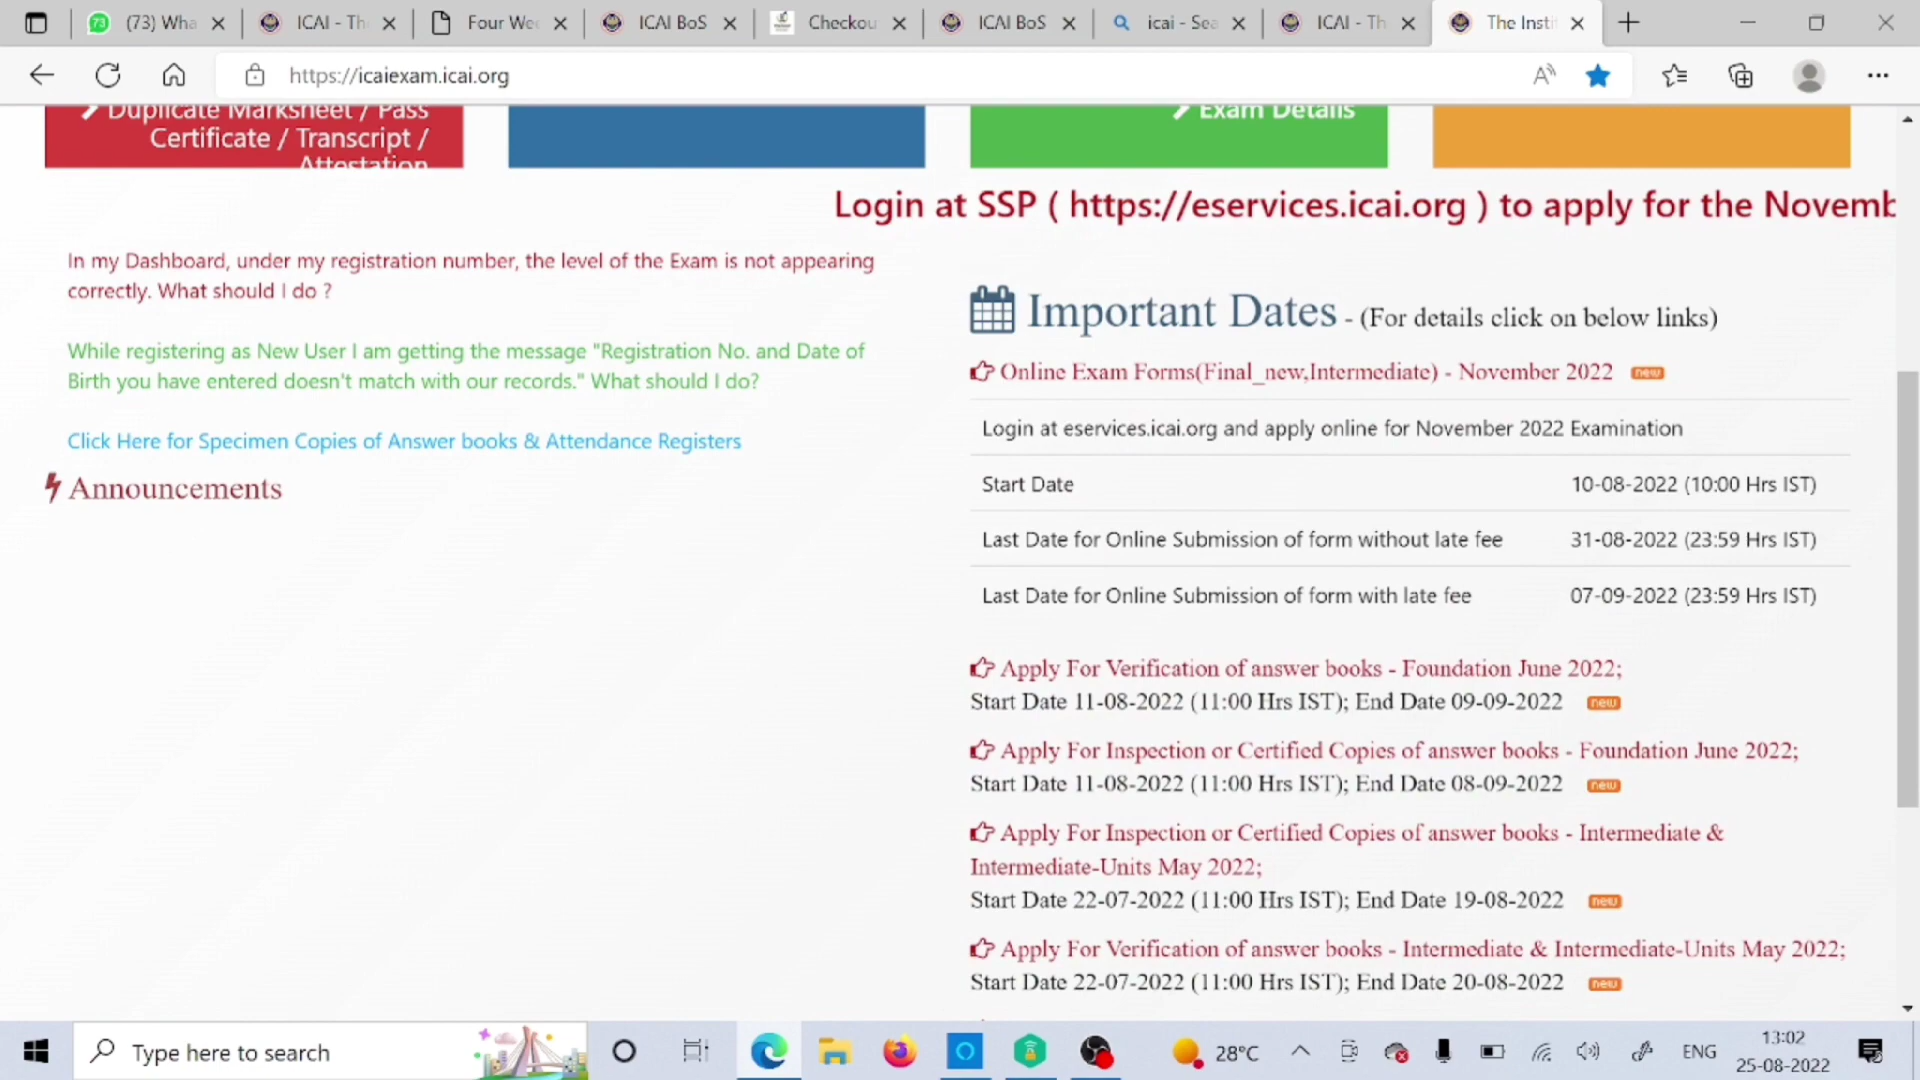 (73) Wha
ICAI - Th
Four We
ICAI BoS
Checkou
ICAI BoS
icai - Sea
ICAI - Th
The Insti
https://icaiexam.icai.org
Duplicate Marksheet / Pass
Certificate / Transcript /
Attestation
Exam Details
Login at SSP ( https://eservices.icai.org ) to apply for the Novemb
In my Dashboard, under my registration number, the level of the Exam is not appearing
correctly. What should I do ?
While registering as New User I am getting the message "Registration No. and Date of
Birth you have entered doesn't match with our records." What should I do?
Click Here for Specimen Copies of Answer books & Attendance Registers
Announcements
Important Dates - (For details click on below links)
Online Exam Forms(Final_new,Intermediate) - November 2022 new
Login at eservices.icai.org and apply online for November 2022 Examination
Start Date 10-08-2022 (10:00 Hrs IST)
Last Date for Online Submission of form without late fee 31-08-2022 (23:59 Hrs IST)
Last Date for Online Submission of form with late fee 07-09-2022 (23:59 Hrs IST)
Apply For Verification of answer books - Foundation June 2022;
Start Date 11-08-2022 (11:00 Hrs IST); End Date 09-09-2022 new
Apply For Inspection or Certified Copies of answer books - Foundation June 2022;
Start Date 11-08-2022 (11:00 Hrs IST); End Date 08-09-2022 new
Apply For Inspection or Certified Copies of answer books - Intermediate &
Intermediate-Units May 2022;
Start Date 22-07-2022 (11:00 Hrs IST); End Date 19-08-2022 new
Apply For Verification of answer books - Intermediate & Intermediate-Units May 2022;
Start Date 22-07-2022 (11:00 Hrs IST); End Date 20-08-2022 new
Type here to search
28°C
ENG
13:02
25-08-2022